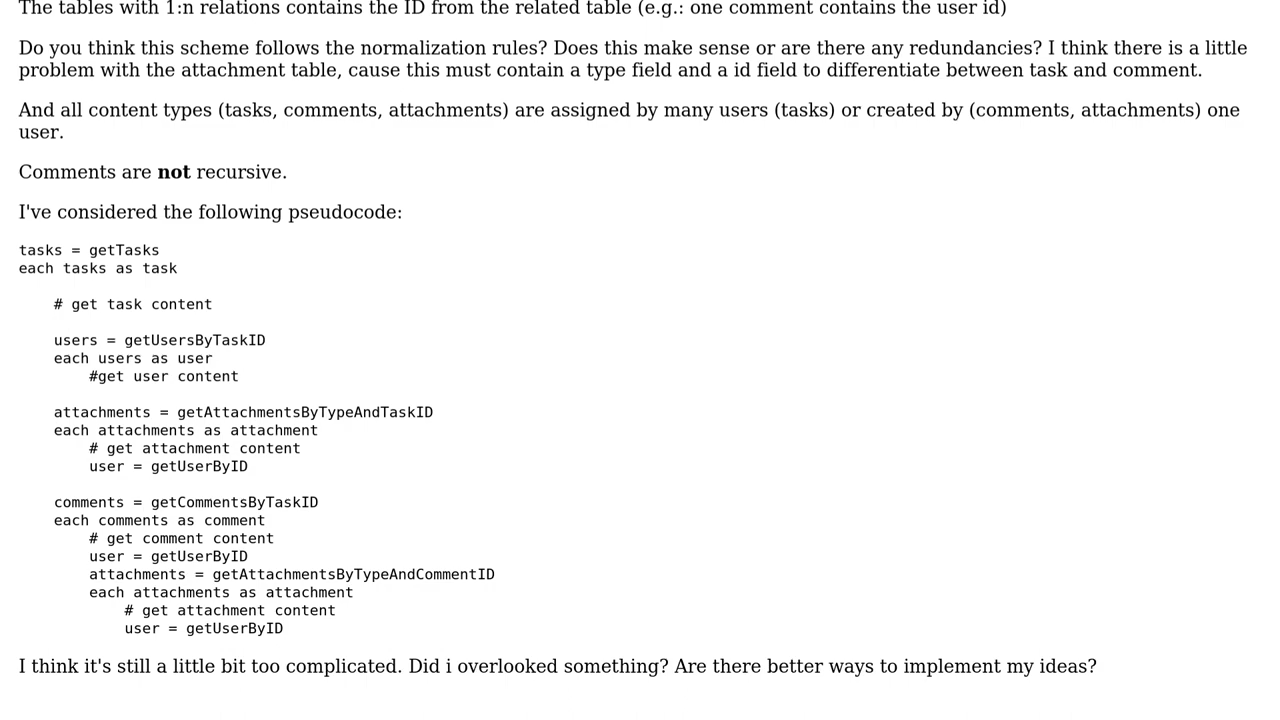 The tables with 1:n relations contains the ID from the related table (e.g.: one comment contains the user id)
Do you think this scheme follows the normalization rules? Does this make sense or are there any redundancies? I think there is a little
problem with the attachment table, cause this must contain a type field and a id field to differentiate between task and comment.
And all content types (tasks, comments, attachments) are assigned by many users (tasks) or created by (comments, attachments) one
user.
Comments are not recursive.
I've considered the following pseudocode:
tasks = getTasks
each tasks as task
    # get task content
    users = getUsersByTaskID
    each users as user
        #get user content
    attachments = getAttachmentsByTypeAndTaskID
    each attachments as attachment
        # get attachment content
        user = getUserByID
    comments = getCommentsByTaskID
    each comments as comment
        # get comment content
        user = getUserByID
        attachments = getAttachmentsByTypeAndCommentID
        each attachments as attachment
            # get attachment content
            user = getUserByID
I think it's still a little bit too complicated. Did i overlooked something? Are there better ways to implement my ideas?